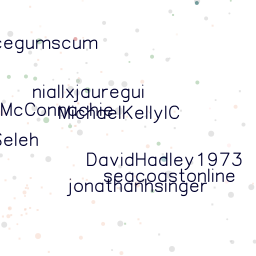 cegumscum
niallxjauregui
McConnachie
MichaelKellyIC
Seleh
DavidHadley1973
seacoastonline
jonathanhsinger